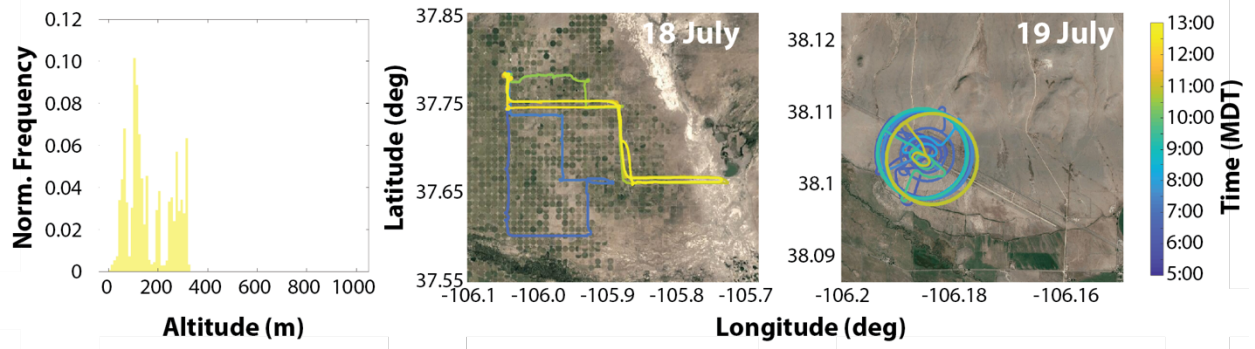 0.12
0.10
0.08
0.06
0.04
0.02
0
Norm. Frequency
0 200 400 600 800 1000
Altitude (m)
18 July
37.85
37.75
37.65
37.55
Latitude (deg)
-106.1 -106.0 -105.9 -105.8 -105.7
19 July
38.12
38.11
38.1
38.09
-106.2 -106.18 -106.16
Longitude (deg)
13:00
12:00
11:00
10:00
9:00
8:00
7:00
6:00
5:00
Time (MDT)